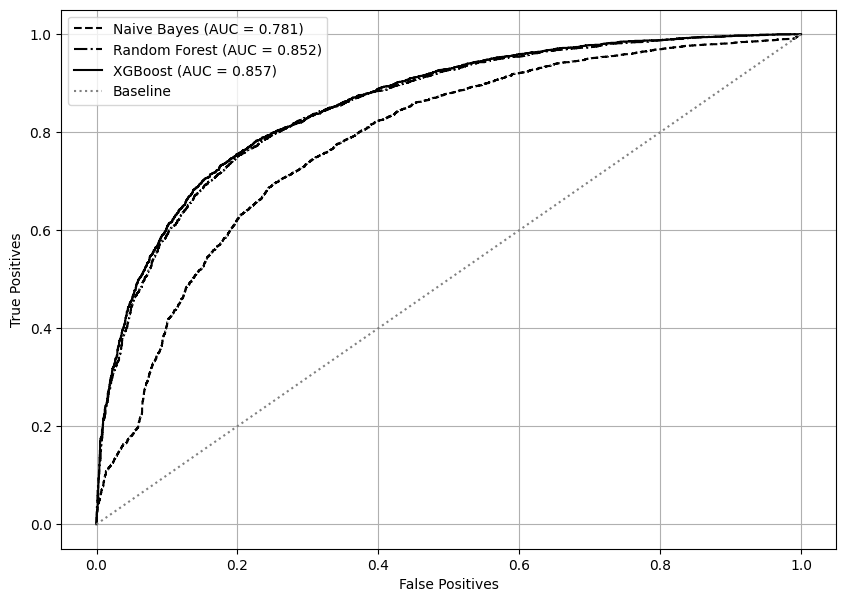 Naive Bayes (AUC = 0.781)
Random Forest (AUC = 0.852)
XGBoost (AUC = 0.857)
Baseline
1.0
0.8
0.6
0.4
0.2
0.0
True Positives
0.0 0.2 0.4 0.6 0.8 1.0
False Positives